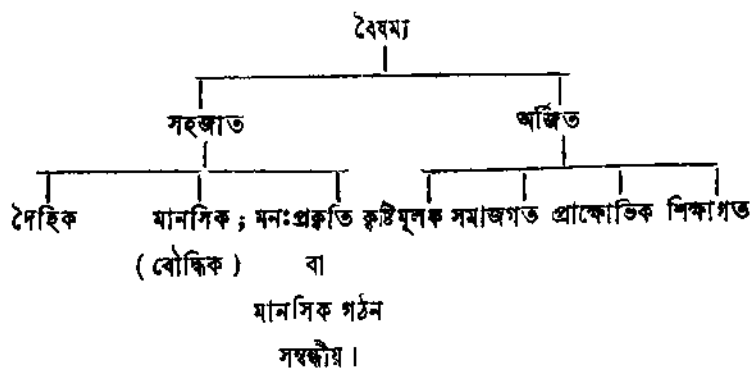 বৈষম্য
সহজাত অর্জিত
দৈহিক মানসিক ; মনঃপ্রকৃতি কৃষ্টিমূলক সমাজগত প্রাক্ষোভিক শিক্ষাগত
( বৌদ্ধিক ) বা
মানসিক গঠন
সম্বন্ধীয় ।